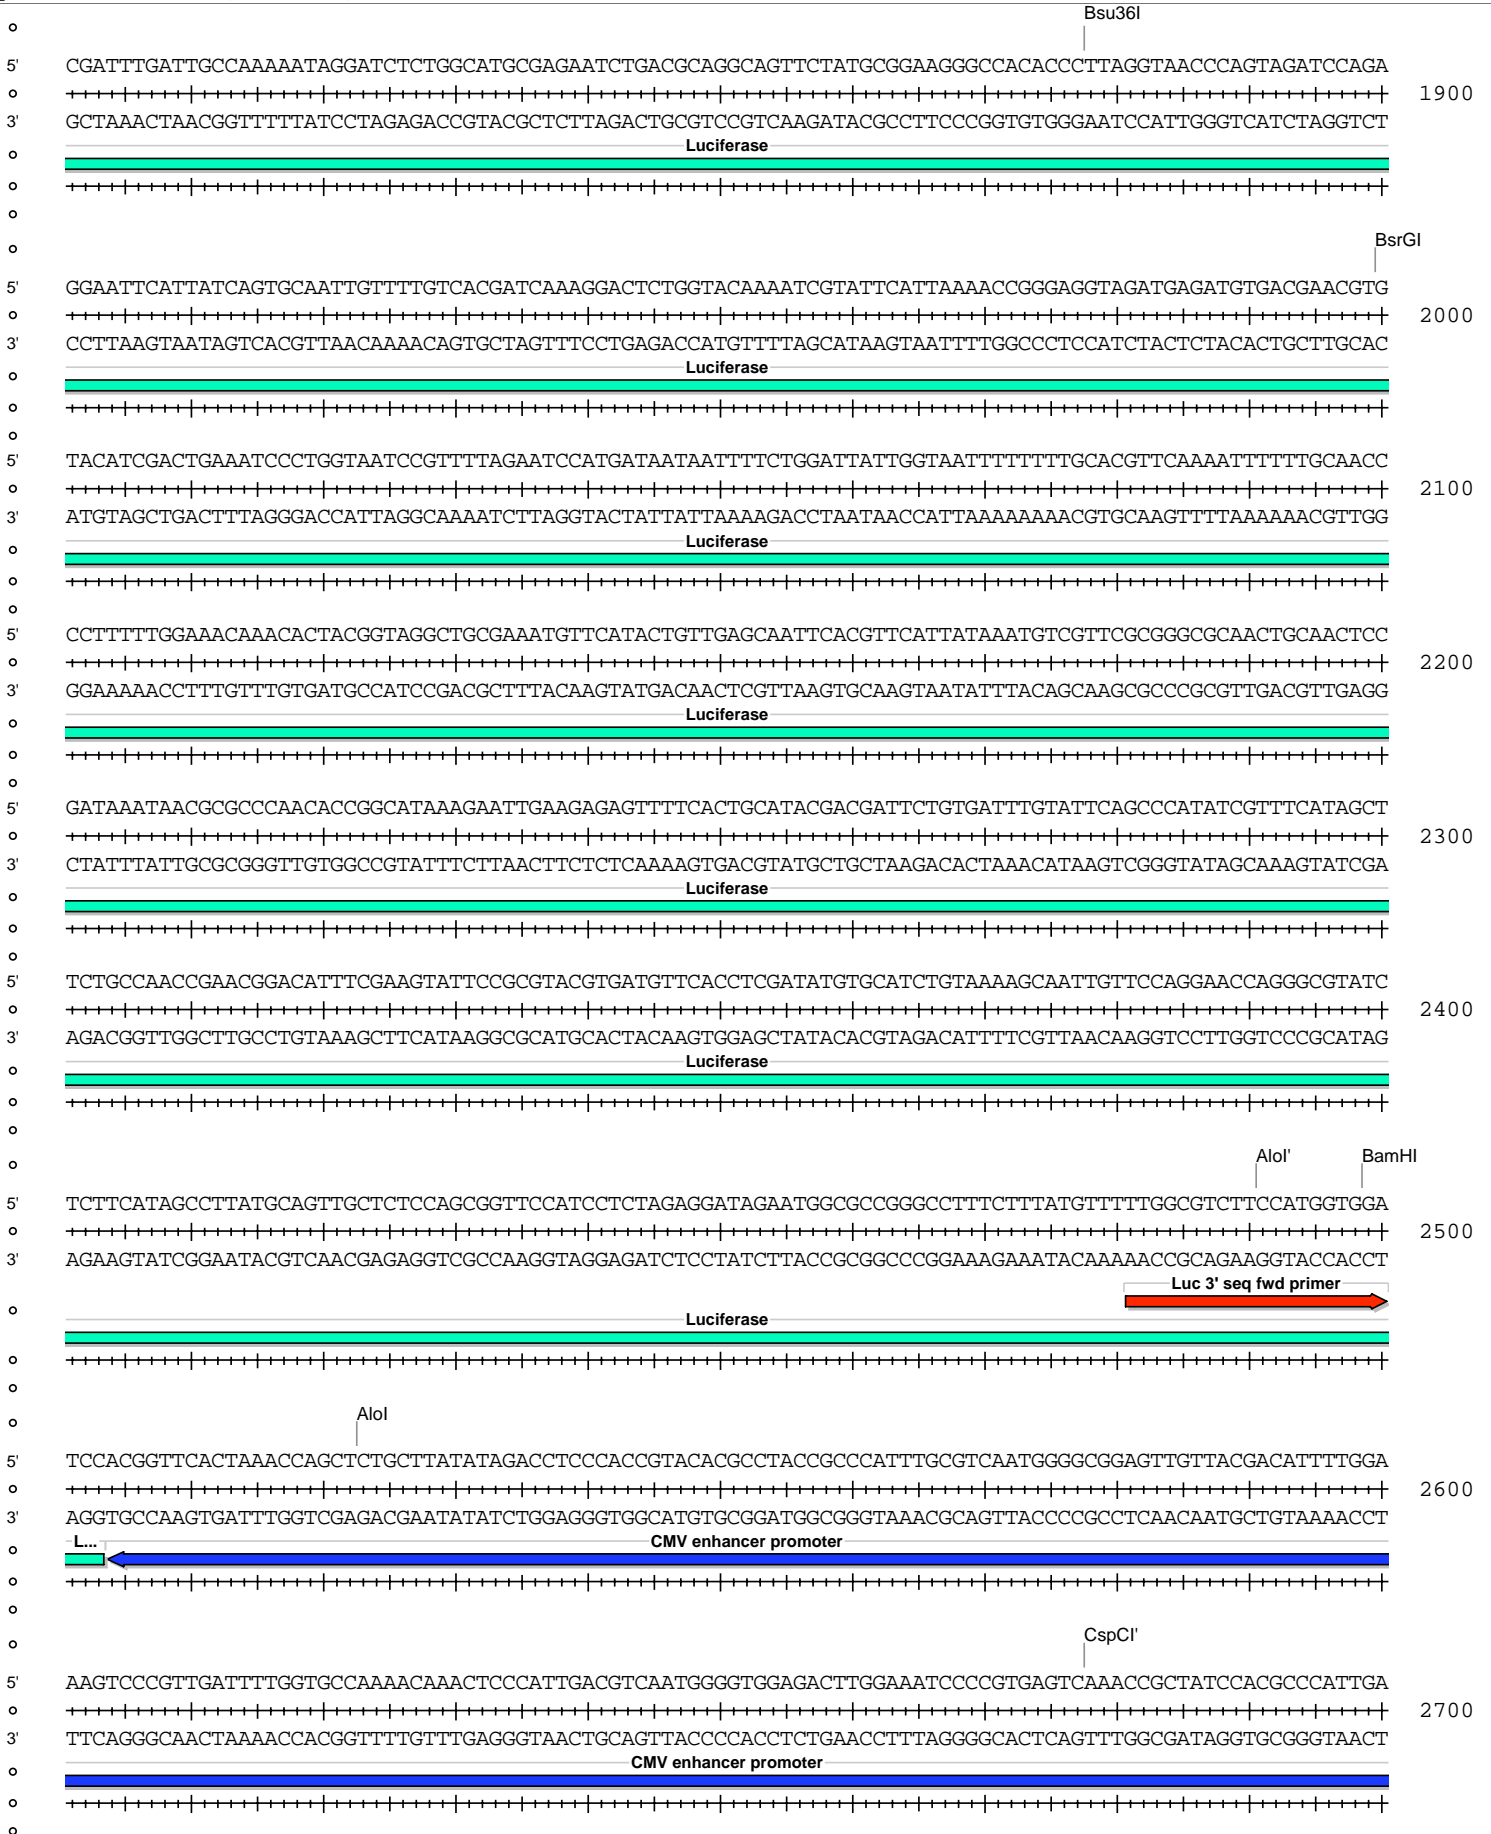 Bsu36I
5' CGATTTGATTGCCAAAAATAGGATCTCTGGCATGCGAGAATCTGACGCAGGCAGTTCTATGCGGAAGGGCCACACCCTTAGGTAACCCAGTAGATCCAGA
1900
3' GCTAAACTAACGGTTTTTATCCTAGAGACCGTACGCTCTTAGACTGCGTCCGTCAAGATACGCCTTCCCGGTGTGGGAATCCATTGGGTCATCTAGGTCT
Luciferase
BsrGI
5' GGAATTCATTATCAGTGCAATTGTTTTGTCACGATCAAAGGACTCTGGTACAAAATCGTATTCATTAAAACCGGGAGGTAGATGAGATGTGACGAACGTG
2000
3' CCTTAAGTAATAGTCACGTTAACAAAACAGTGCTAGTTTCCTGAGACCATGTTTTAGCATAAGTAATTTTGGCCCTCCATCTACTCTACACTGCTTGCAC
Luciferase
5' TACATCGACTGAAATCCCTGGTAATCCGTTTTAGAATCCATGATAATAATTTTCTGGATTATTGGTAATTTTTTTTGCACGTTCAAAATTTTTTGCAACC
2100
3' ATGTAGCTGACTTTAGGGACCATTAGGCAAAATCTTAGGTACTATTATTAAAAGACCTAATAACCATTAAAAAAAACGTGCAAGTTTTAAAAAACGTTGG
Luciferase
5' CCTTTTTGGAAACAAACACTACGGTAGGCTGCGAAATGTTCATACTGTTGAGCAATTCACGTTCATTATAAATGTCGTTCGCGGGCGCAACTGCAACTCC
2200
3' GGAAAAACCTTTGTTTGTGATGCCATCCGACGCTTTACAAGTATGACAACTCGTTAAGTGCAAGTAATATTTACAGCAAGCGCCCGCGTTGACGTTGAGG
Luciferase
5' GATAAATAACGCGCCCAACACCGGCATAAAGAATTGAAGAGAGTTTTCACTGCATACGACGATTCTGTGATTTGTATTCAGCCCATATCGTTTCATAGCT
2300
3' CTATTTATTGCGCGGGTTGTGGCCGTATTTCTTAACTTCTCTCAAAAGTGACGTATGCTGCTAAGACACTAAACATAAGTCGGGTATAGCAAAGTATCGA
Luciferase
5' TCTGCCAACCGAACGGACATTTCGAAGTATTCCGCGTACGTGATGTTCACCTCGATATGTGCATCTGTAAAAGCAATTGTTCCAGGAACCAGGGCGTATC
2400
3' AGACGGTTGGCTTGCCTGTAAAGCTTCATAAGGCGCATGCACTACAAGTGGAGCTATACACGTAGACATTTTCGTTAACAAGGTCCTTGGTCCCGCATAG
Luciferase
AloI' BamHI
5' TCTTCATAGCCTTATGCAGTTGCTCTCCAGCGGTTCCATCCTCTAGAGGATAGAATGGCGCCGGGCCTTTCTTTATGTTTTTGGCGTCTTCCATGGTGGA
2500
3' AGAAGTATCGGAATACGTCAACGAGAGGTCGCCAAGGTAGGAGATCTCCTATCTTACCGCGGCCCGGAAAGAAATACAAAAACCGCAGAAGGTACCACCT
Luc 3' seq fwd primer
Luciferase
AloI
5' TCCACGGTTCACTAAACCAGCTCTGCTTATATAGACCTCCCACCGTACACGCCTACCGCCCATTTGCGTCAATGGGGCGGAGTTGTTACGACATTTTGGA
2600
3' AGGTGCCAAGTGATTTGGTCGAGACGAATATATCTGGAGGGTGGCATGTGCGGATGGCGGGTAAACGCAGTTACCCCGCCTCAACAATGCTGTAAAACCT
L... CMV enhancer promoter
CspCI'
5' AAGTCCCGTTGATTTTGGTGCCAAAACAAACTCCCATTGACGTCAATGGGGTGGAGACTTGGAAATCCCCGTGAGTCAAACCGCTATCCACGCCCATTGA
2700
3' TTCAGGGCAACTAAAACCACGGTTTTGTTTGAGGGTAACTGCAGTTACCCCACCTCTGAACCTTTAGGGGCACTCAGTTTGGCGATAGGTGCGGGTAACT
CMV enhancer promoter